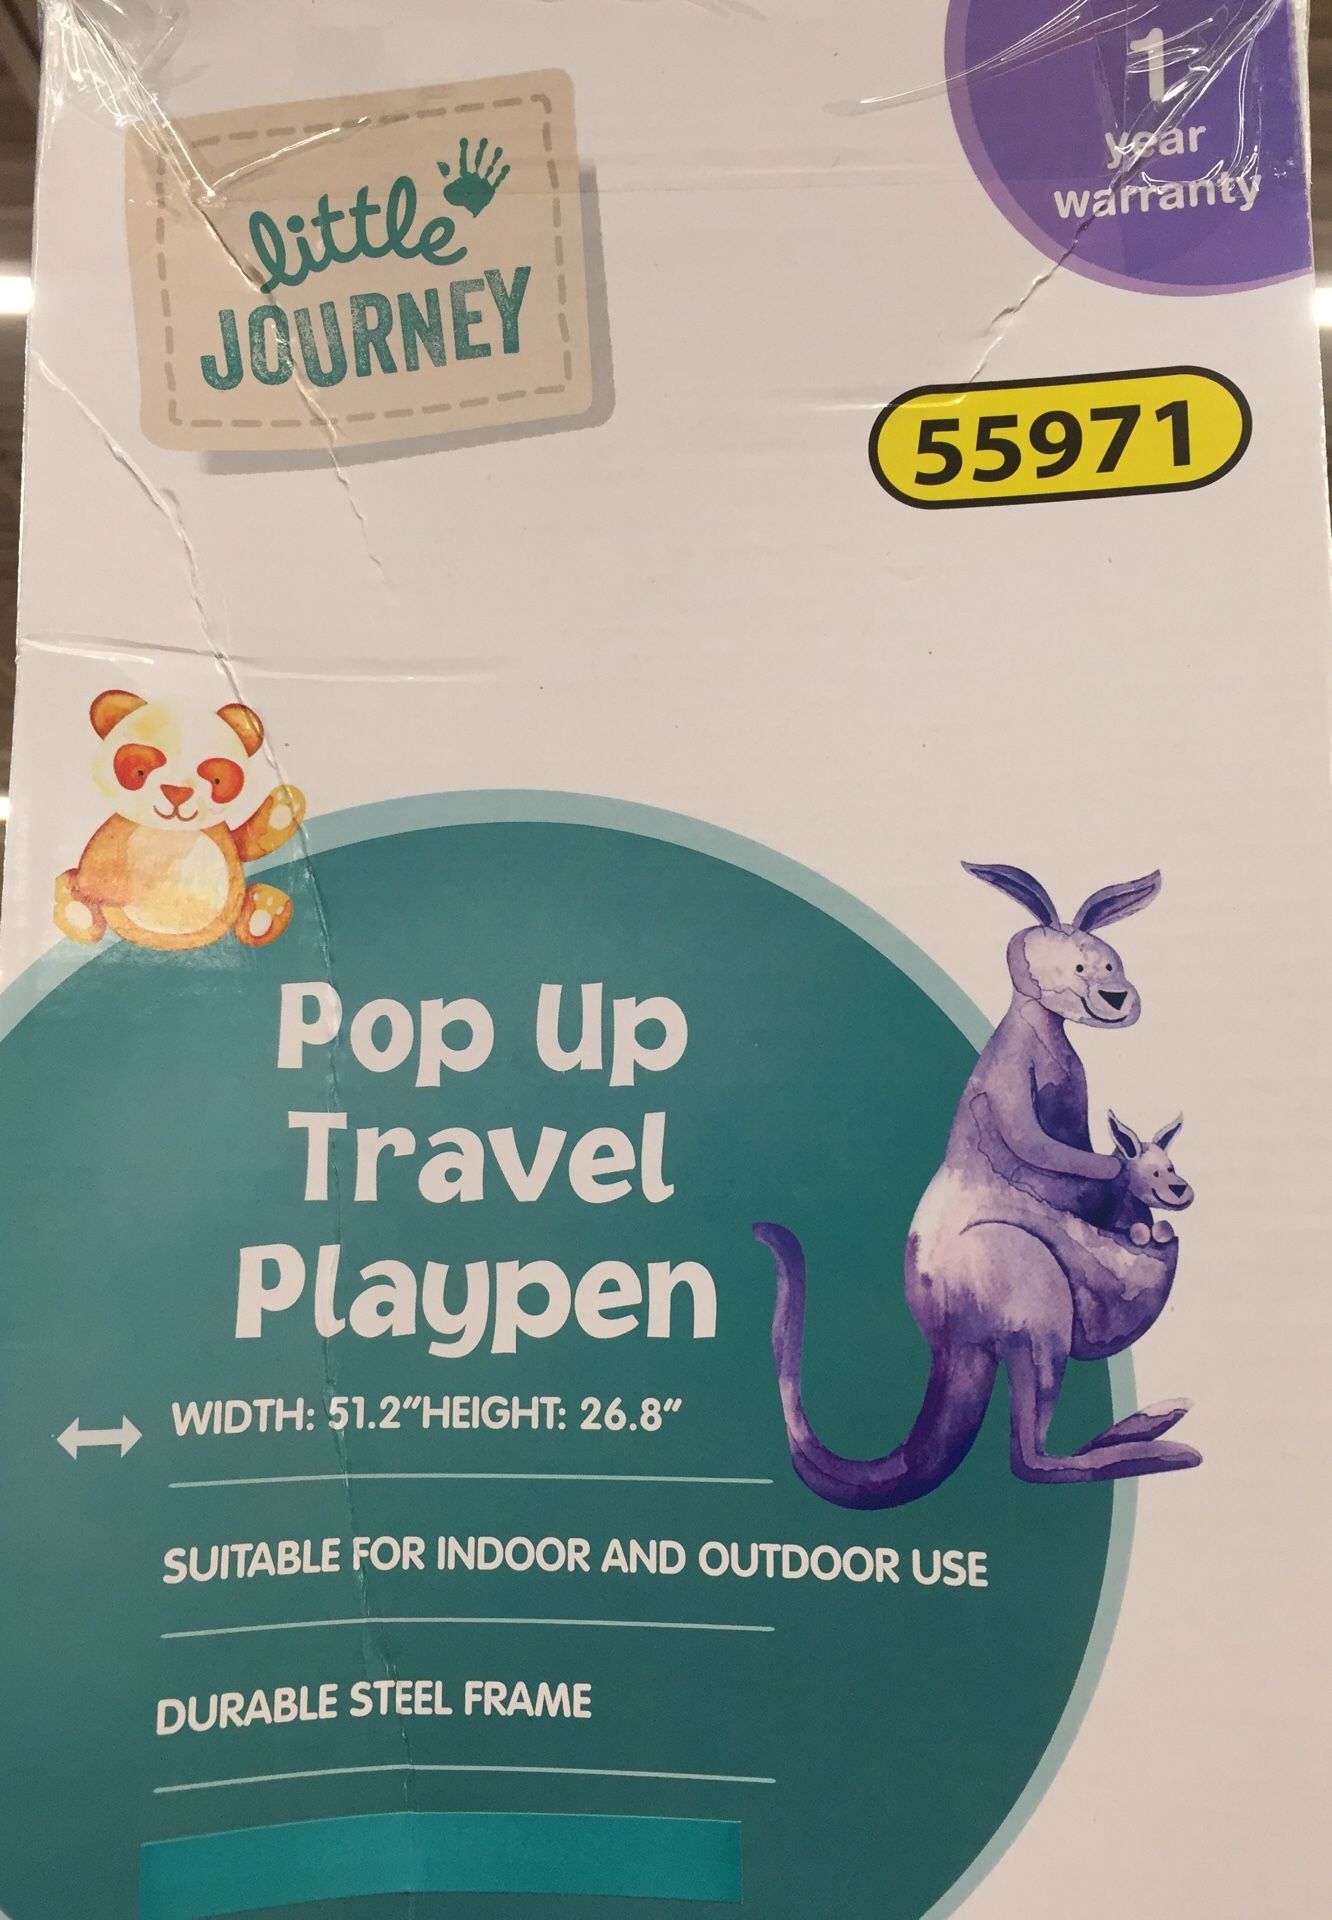 1
year
warranty
little
JOURNEY
55971
Pop Up
Travel
Playpen
WIDTH: 51.2”HEIGHT: 26.8”
SUITABLE FOR INDOOR AND OUTDOOR USE
DURABLE STEEL FRAME